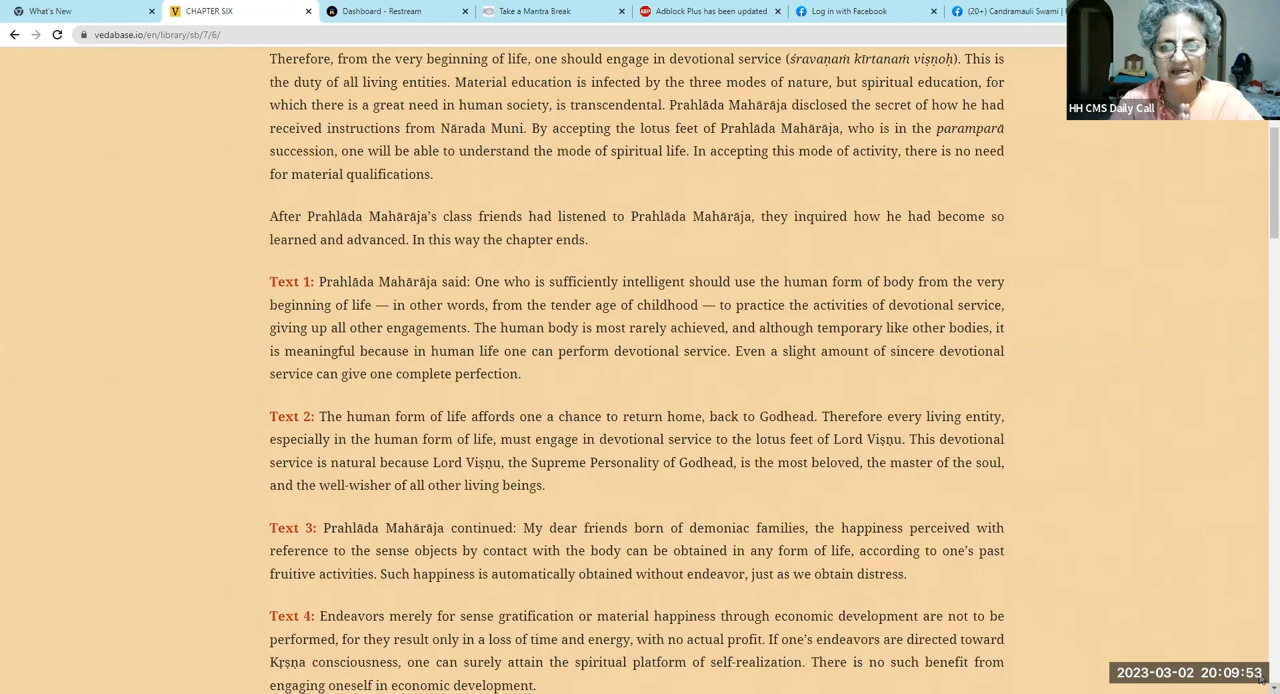 What's New
CHAPTER SIX
Dashboard - Restream
Take a Mantra Break
Adblock Plus has been updated
Log in with Facebook
(20+) Candramauli Swami |
vedabase.io/en/library/sb/7/6/
HH CMS Daily Call
Therefore, from the very beginning of life, one should engage in devotional service (śravaṇaṁ kīrtanaṁ viṣṇoḥ). This is
the duty of all living entities. Material education is infected by the three modes of nature, but spiritual education, for
which there is a great need in human society, is transcendental. Prahlāda Mahārāja disclosed the secret of how he had
received instructions from Nārada Muni. By accepting the lotus feet of Prahlāda Mahārāja, who is in the paramparā
succession, one will be able to understand the mode of spiritual life. In accepting this mode of activity, there is no need
for material qualifications.
After Prahlāda Mahārāja's class friends had listened to Prahlāda Mahārāja, they inquired how he had become so
learned and advanced. In this way the chapter ends.
Text 1: Prahlāda Mahārāja said: One who is sufficiently intelligent should use the human form of body from the very
beginning of life — in other words, from the tender age of childhood — to practice the activities of devotional service,
giving up all other engagements. The human body is most rarely achieved, and although temporary like other bodies, it
is meaningful because in human life one can perform devotional service. Even a slight amount of sincere devotional
service can give one complete perfection.
Text 2: The human form of life affords one a chance to return home, back to Godhead. Therefore every living entity,
especially in the human form of life, must engage in devotional service to the lotus feet of Lord Viṣṇu. This devotional
service is natural because Lord Viṣṇu, the Supreme Personality of Godhead, is the most beloved, the master of the soul,
and the well-wisher of all other living beings.
Text 3: Prahlāda Mahārāja continued: My dear friends born of demoniac families, the happiness perceived with
reference to the sense objects by contact with the body can be obtained in any form of life, according to one's past
fruitive activities. Such happiness is automatically obtained without endeavor, just as we obtain distress.
Text 4: Endeavors merely for sense gratification or material happiness through economic development are not to be
performed, for they result only in a loss of time and energy, with no actual profit. If one's endeavors are directed toward
Kṛṣṇa consciousness, one can surely attain the spiritual platform of self-realization. There is no such benefit from
engaging oneself in economic development.
2023-03-02 20:09:53